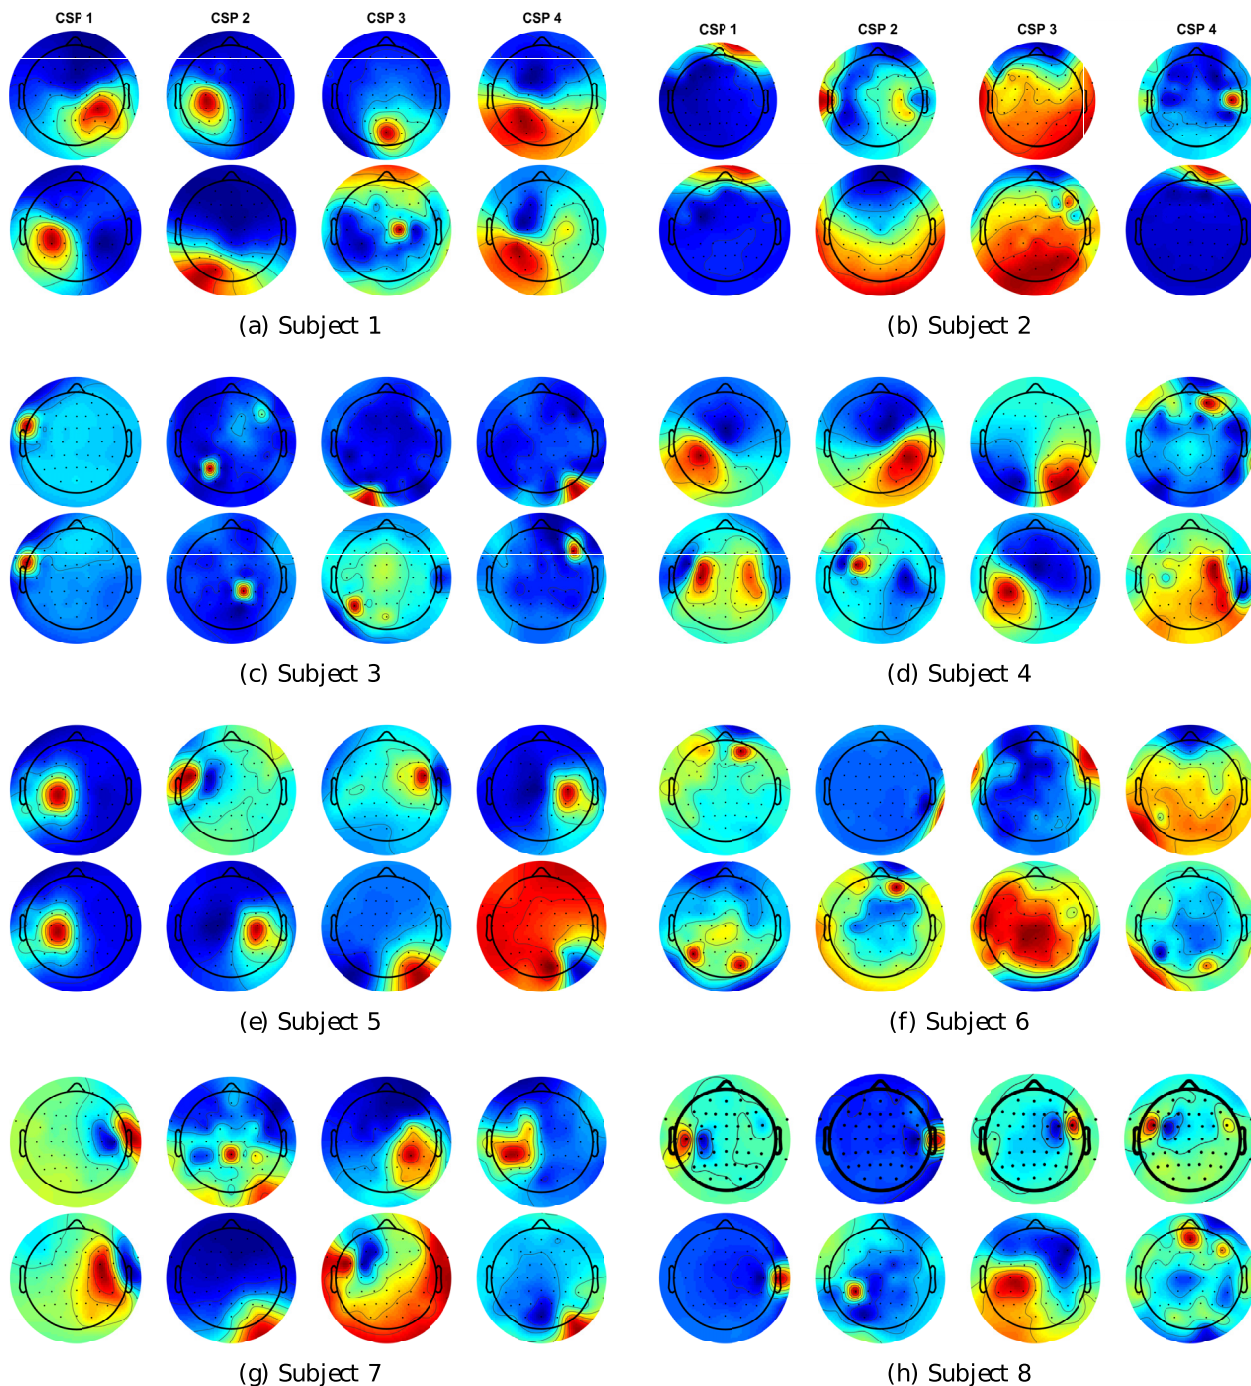 CSP 1 CSP 2 CSP 3 CSP 4 CSP 1 CSP 2 CSP 3 CSP 4
(a) Subject 1 (b) Subject 2
(c) Subject 3 (d) Subject 4
(e) Subject 5 (f) Subject 6
(g) Subject 7 (h) Subject 8